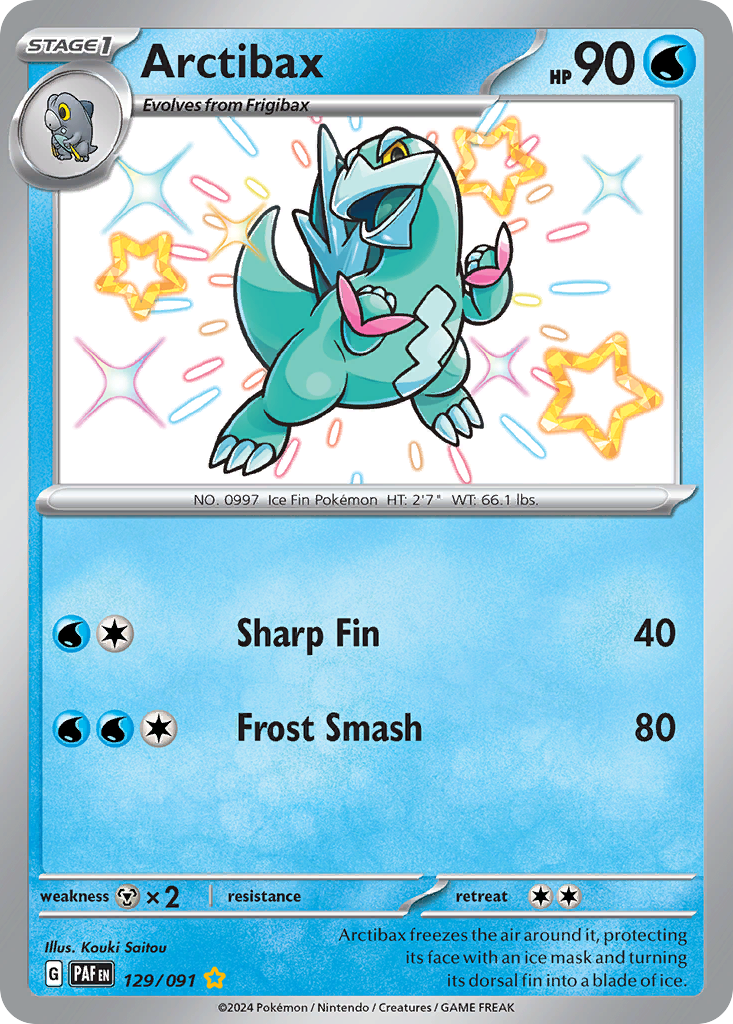 STAGE1
Arctibax
HP 90
Evolves from Frigibax
NO. 0997 Ice Fin Pokémon HT: 2'7" WT: 66.1 lbs.
Sharp Fin 40
Frost Smash 80
weakness ×2 resistance retreat
Illus. Kouki Saitou
Arctibax freezes the air around it, protecting
its face with an ice mask and turning
its dorsal fin into a blade of ice.
G PAF EN 129/091
©2024 Pokémon / Nintendo / Creatures / GAME FREAK